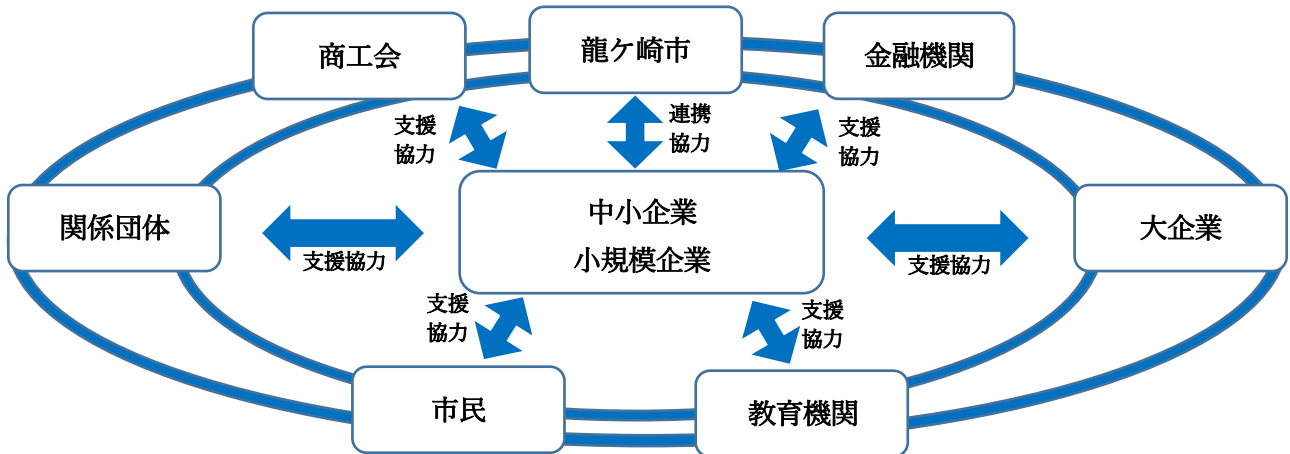 商工会
龍ケ崎市
金融機関
支援
協力
連携
協力
支援
協力
関係団体
支援協力
中小企業
小規模企業
支援協力
大企業
支援
協力
支援
協力
市民
教育機関